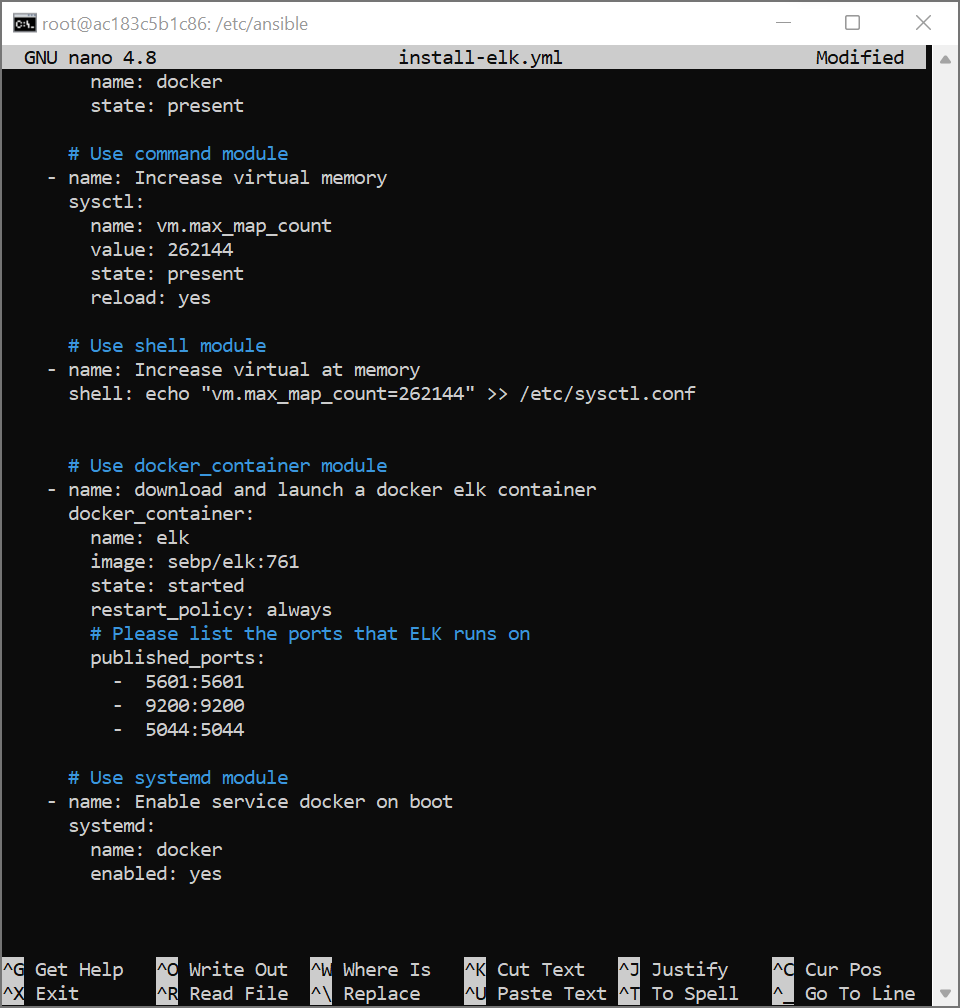 root@ac183c5b1c86: /etc/ansible
GNU nano 4.8 install-elk.yml Modified
name: docker
state: present
# Use command module
- name: Increase virtual memory
sysctl:
name: vm.max_map_count
value: 262144
state: present
reload: yes
# Use shell module
- name: Increase virtual at memory
shell: echo "vm.max_map_count=262144" >> /etc/sysctl.conf
# Use docker_container module
- name: download and launch a docker elk container
docker_container:
name: elk
image: sebp/elk:761
state: started
restart_policy: always
# Please list the ports that ELK runs on
published_ports:
- 5601:5601
- 9200:9200
- 5044:5044
# Use systemd module
- name: Enable service docker on boot
systemd:
name: docker
enabled: yes
^G Get Help ^O Write Out ^W Where Is ^K Cut Text ^J Justify ^C Cur Pos
^X Exit ^R Read File ^\ Replace ^U Paste Text ^T To Spell ^_ Go To Line